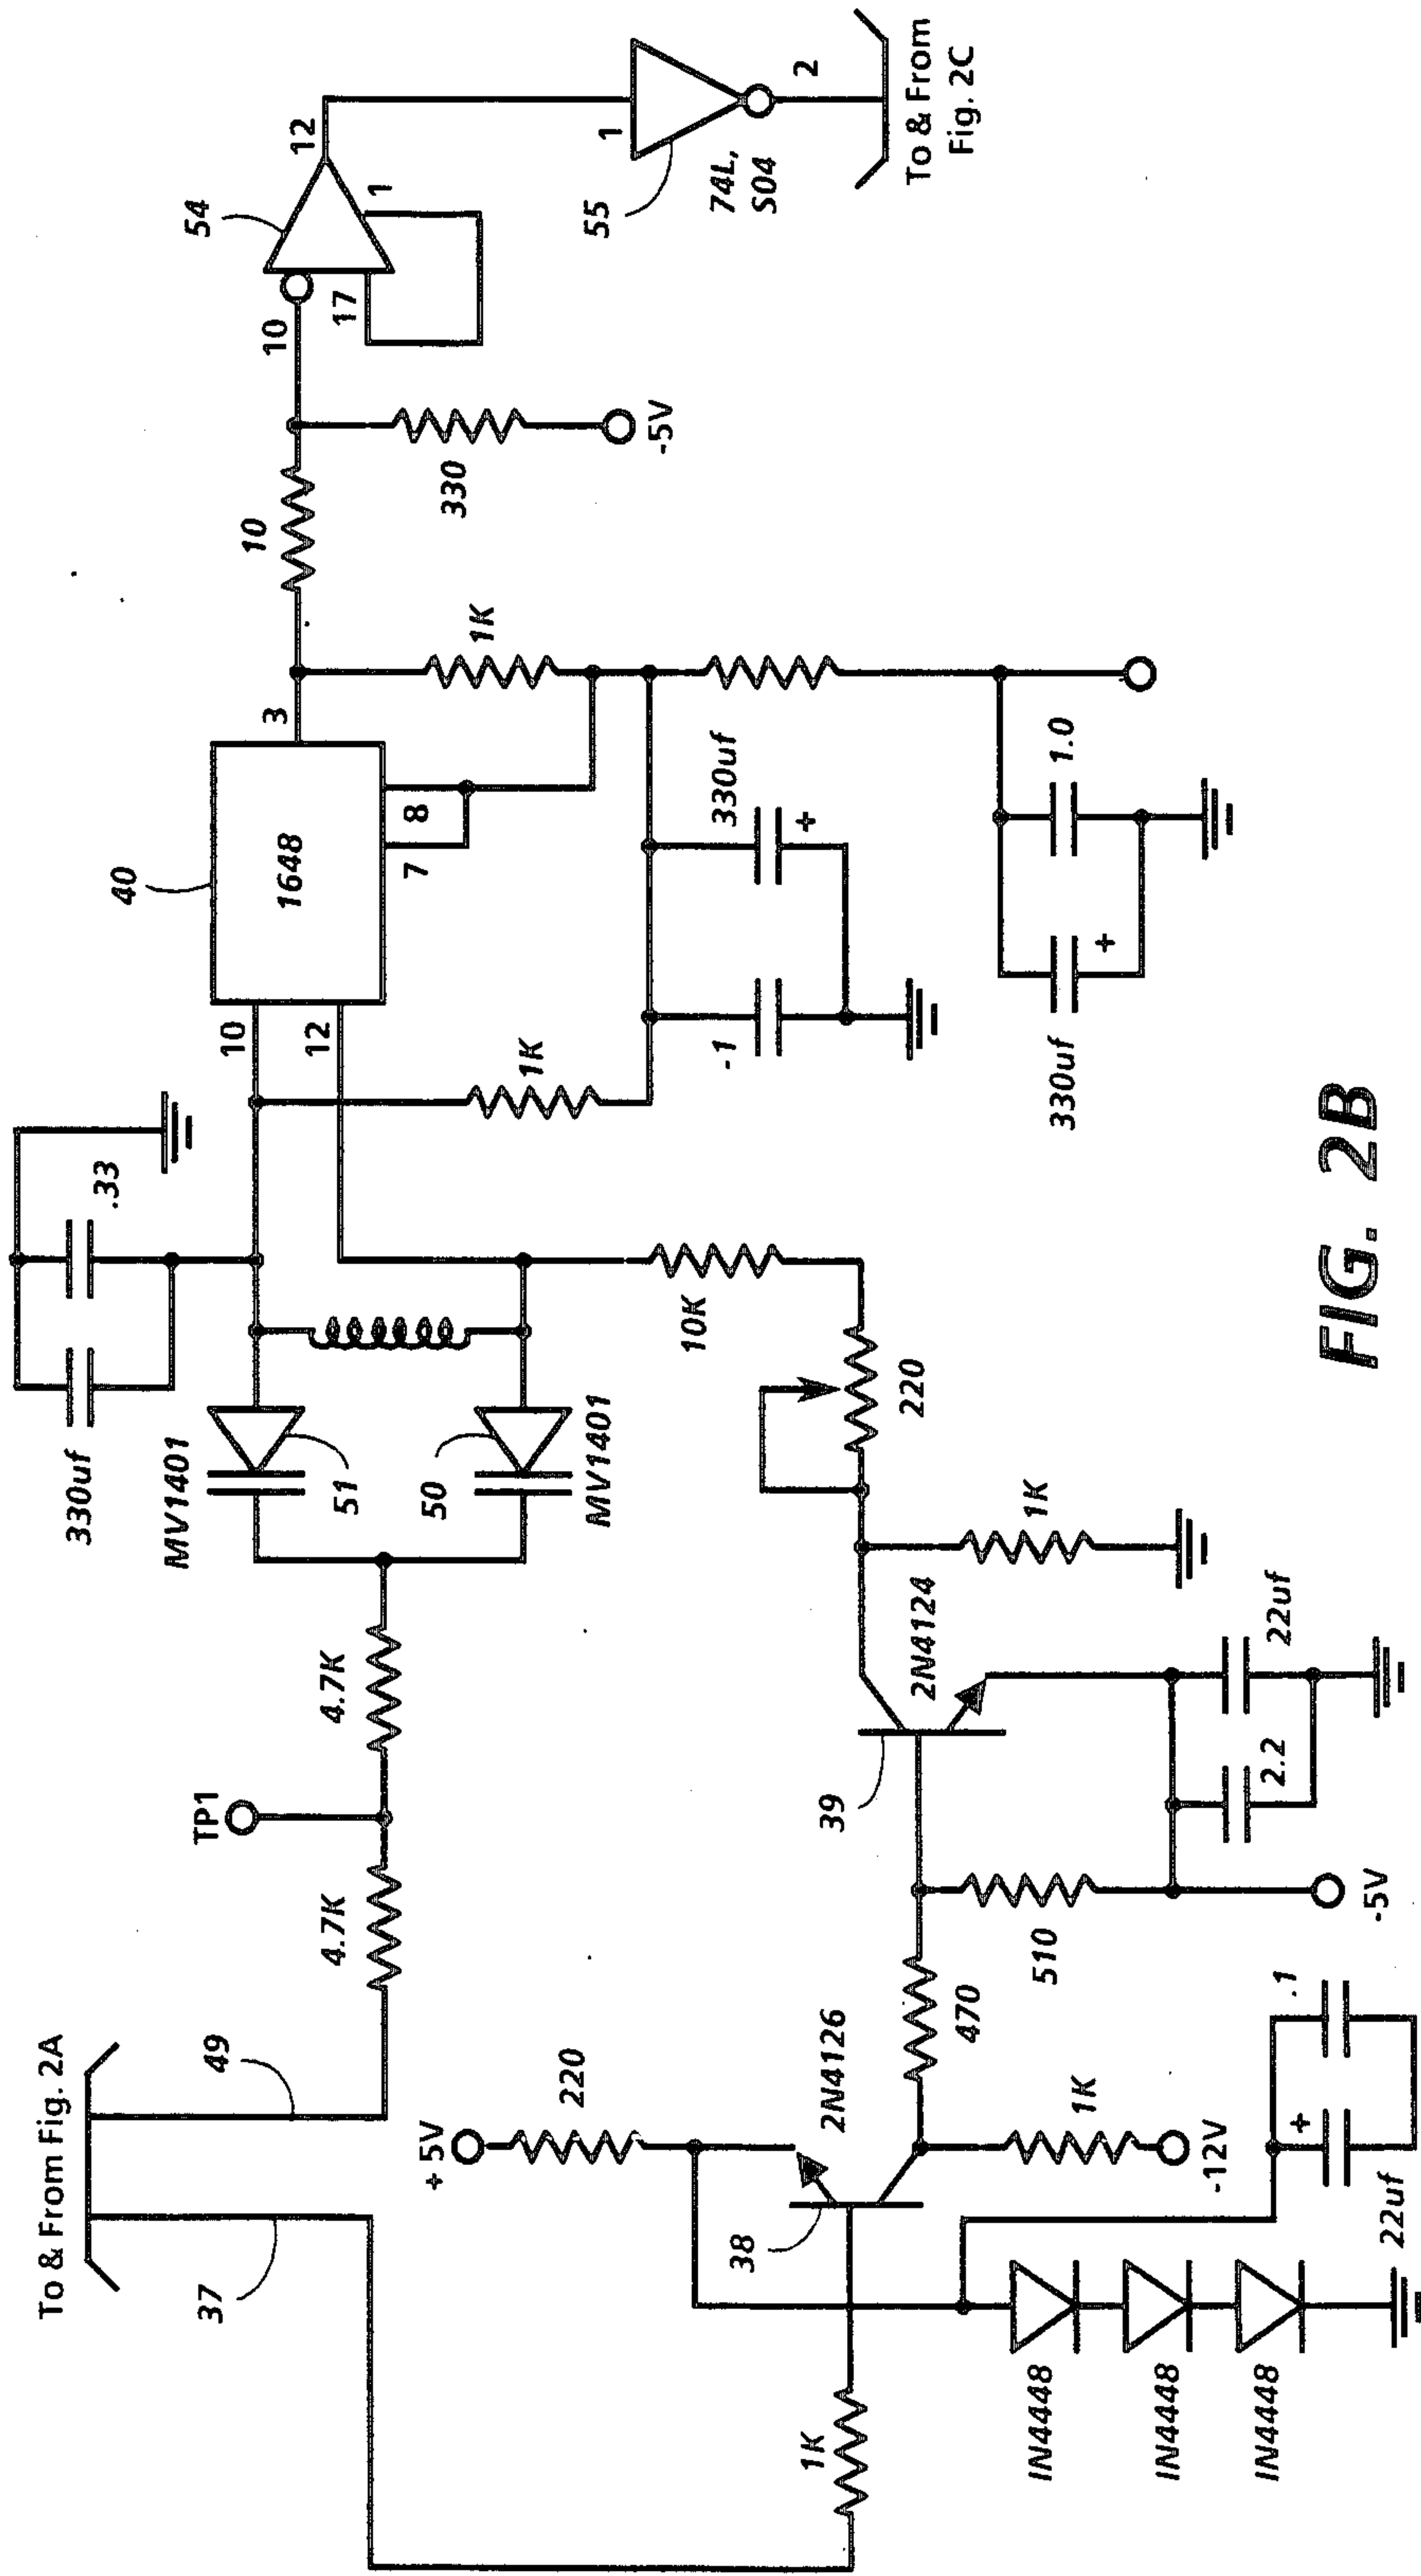 To & From Fig. 2A
37
49
4.7K
TP1
4.7K
MV1401
51
50
MV1401
330uf
.33
10
12
40
1648
3
7
8
10
330
-5V
10
17
54
12
1
1
55
74L,
S04
2
To & From
Fig. 2C
1K
1K
-1
330uf
+
330uf
+
1.0
10K
220
1K
2N4124
39
22uf
2.2
-5V
510
470
+5V
220
2N4126
38
1K
-12V
1K
.1
+
22uf
IN4448
IN4448
IN4448
FIG. 2B